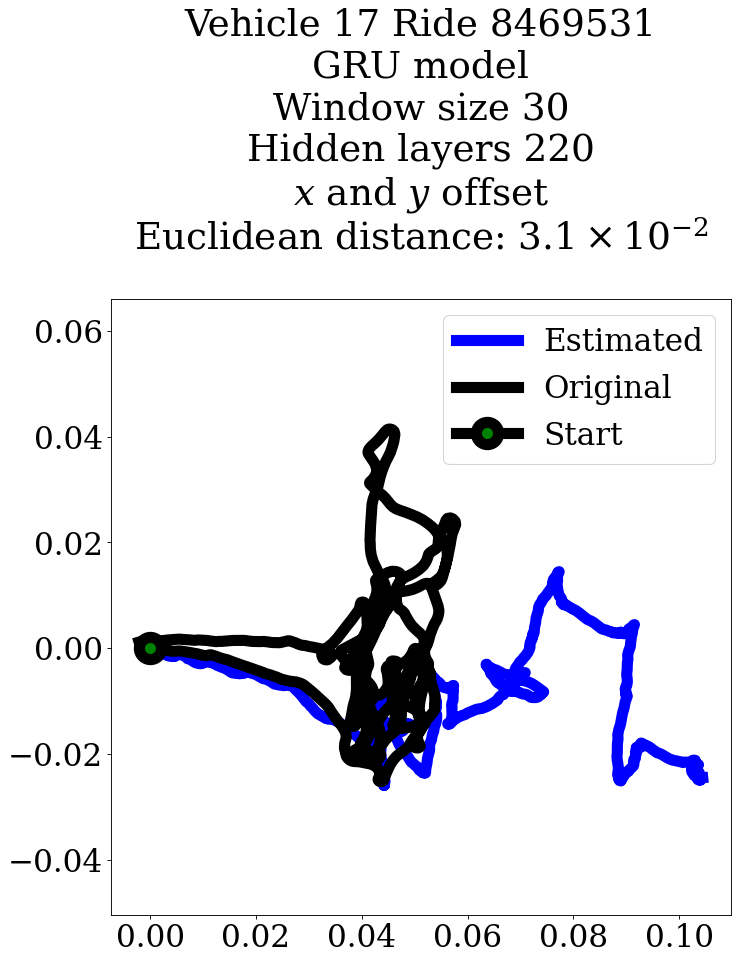 Vehicle 17 Ride 8469531
GRU model
Window size 30
Hidden layers 220
x and y offset
Euclidean distance: 3.1 × 10⁻²
Estimated
Original
Start
0.06
0.04
0.02
0.00
−0.02
−0.04
0.00 0.02 0.04 0.06 0.08 0.10